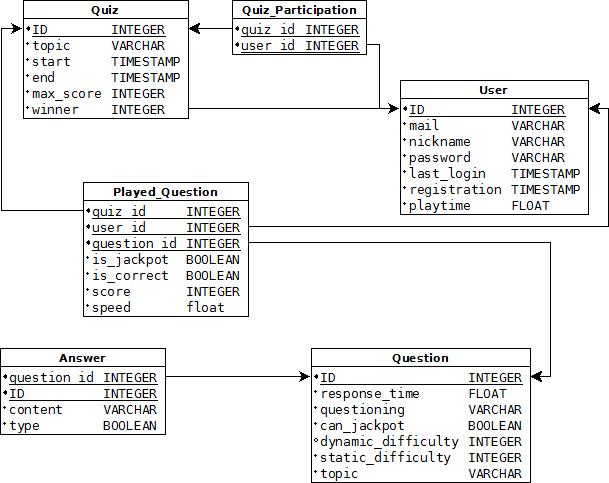 Quiz
ID INTEGER
topic VARCHAR
start TIMESTAMP
end TIMESTAMP
max_score INTEGER
winner INTEGER
Quiz_Participation
quiz_id INTEGER
user_id INTEGER
User
ID INTEGER
mail VARCHAR
nickname VARCHAR
password VARCHAR
last_login TIMESTAMP
registration TIMESTAMP
playtime FLOAT
Played_Question
quiz_id INTEGER
user_id INTEGER
question_id INTEGER
is_jackpot BOOLEAN
is_correct BOOLEAN
score INTEGER
speed float
Answer
question_id INTEGER
ID INTEGER
content VARCHAR
type BOOLEAN
Question
ID INTEGER
response_time FLOAT
questioning VARCHAR
can_jackpot BOOLEAN
dynamic_difficulty INTEGER
static_difficulty INTEGER
topic VARCHAR